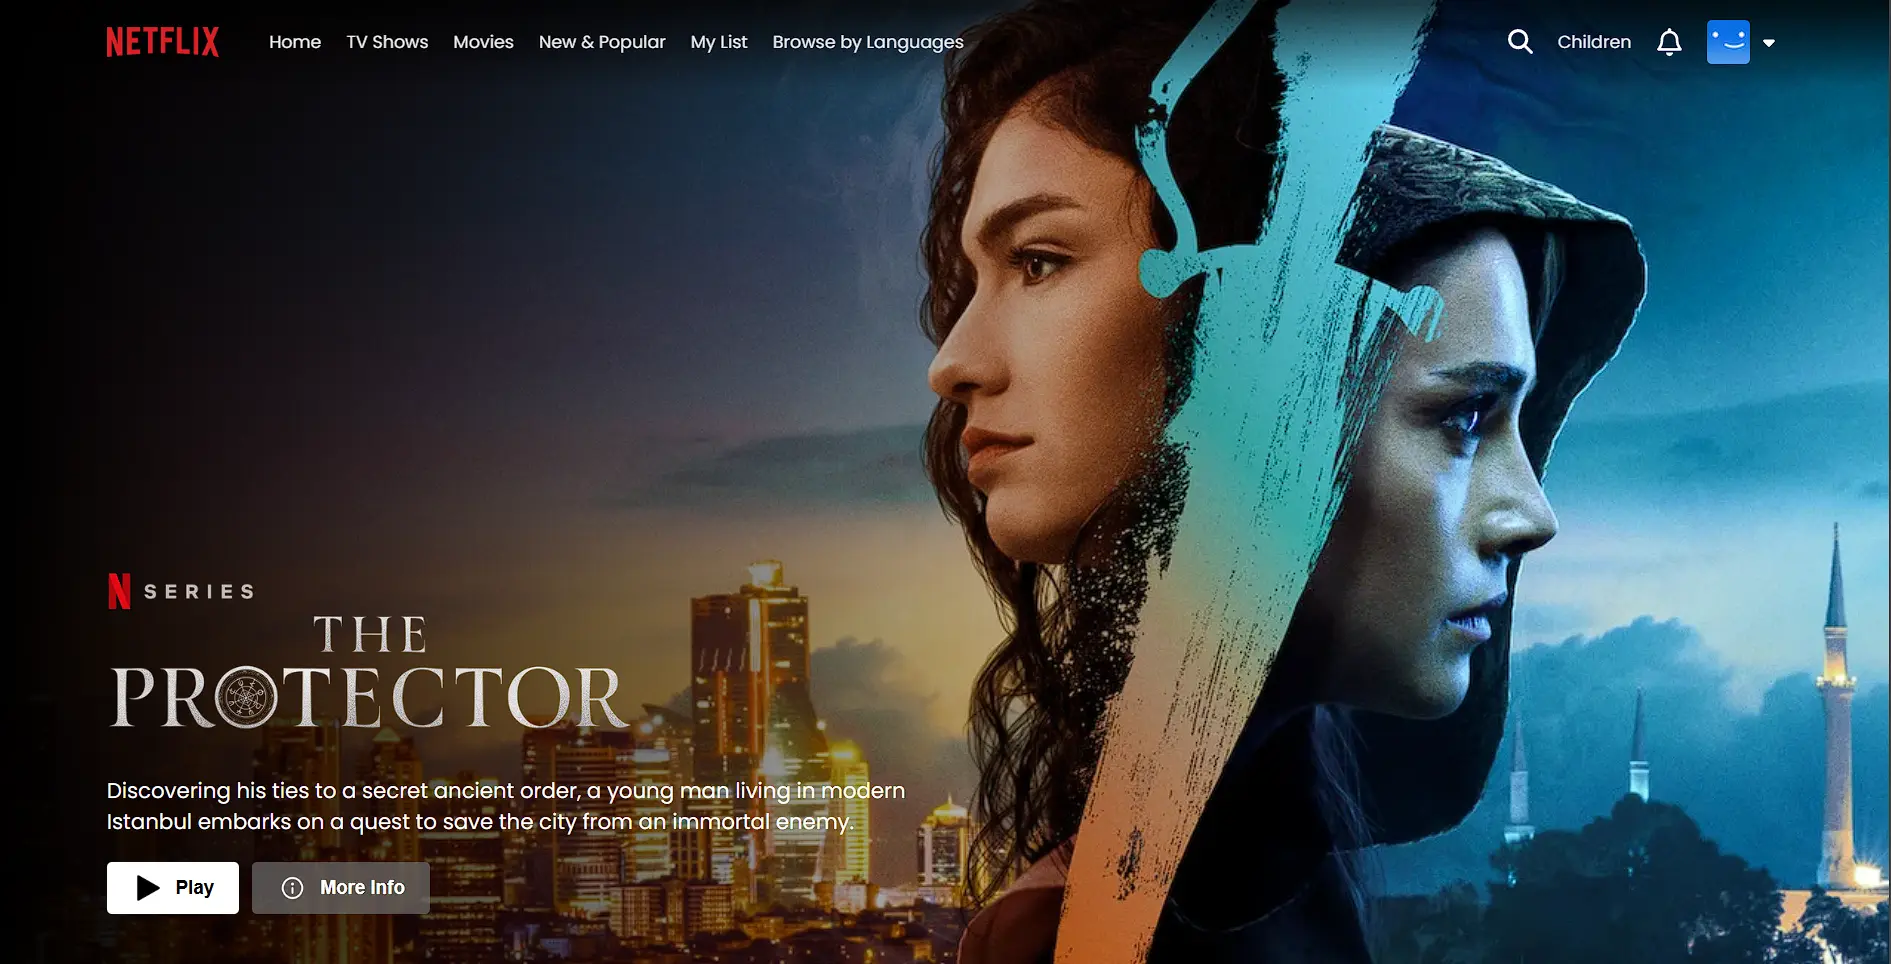 NETFLIX Home TV Shows Movies New & Popular My List Browse by Languages Children
N SERIES
THE
PROTECTOR
Discovering his ties to a secret ancient order, a young man living in modern
Istanbul embarks on a quest to save the city from an immortal enemy.
Play More Info